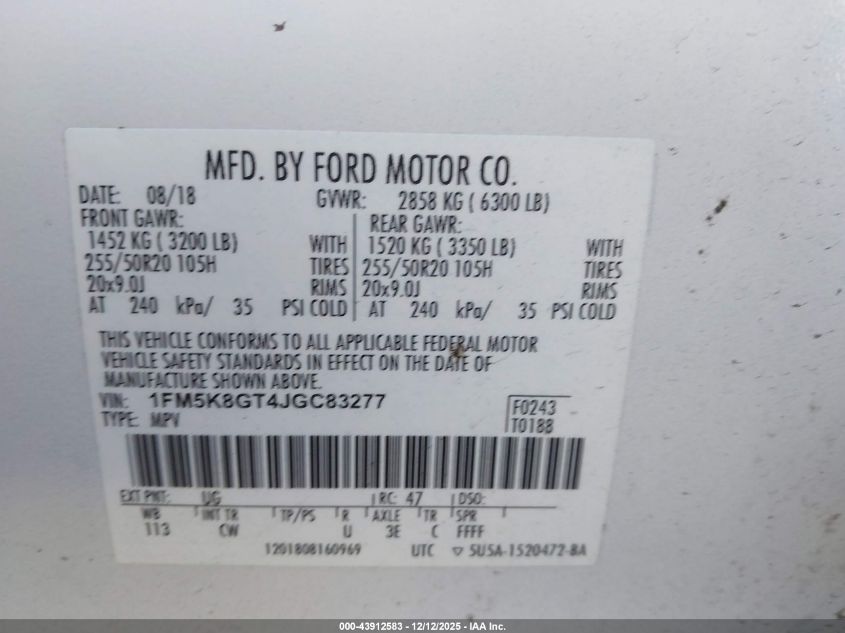 MFD. BY FORD MOTOR CO.
DATE: 08/18 GVWR: 2858 KG ( 6300 LB)
FRONT GAWR: REAR GAWR:
1452 KG ( 3200 LB) WITH 1520 KG ( 3350 LB) WITH
255/50R20 105H TIRES 255/50R20 105H TIRES
20x9.0J RIMS 20x9.0J RIMS
AT 240 kPa/ 35 PSI COLD AT 240 kPa/ 35 PSI COLD
THIS VEHICLE CONFORMS TO ALL APPLICABLE FEDERAL MOTOR
VEHICLE SAFETY STANDARDS IN EFFECT ON THE DATE OF
MANUFACTURE SHOWN ABOVE.
VIN: 1FM5K8GT4JGC83277 F0243
TYPE: MPV T0188
EXT PNT: UG RC: 47 DSO:
WB INT TR TP/PS R AXLE TR SPR
113 CW U 3E C FFFF
1201808160969 UTC ▽ 5U5A-1520472-BA
000-43912583 - 12/12/2025 - IAA Inc.